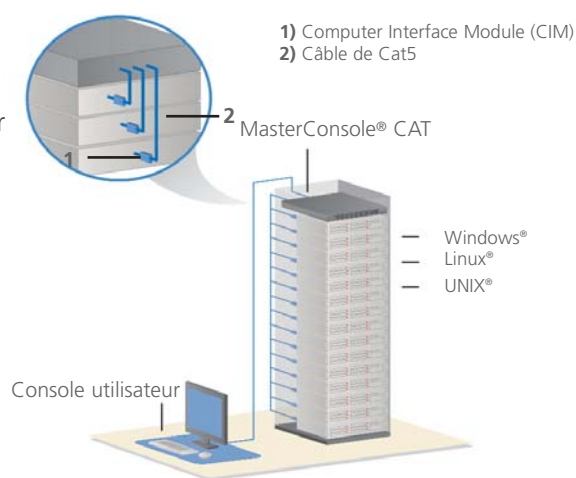 1) Computer Interface Module (CIM)
2) Câble de Cat5
2
MasterConsole® CAT
1
Windows®
Linux®
UNIX®
Console utilisateur